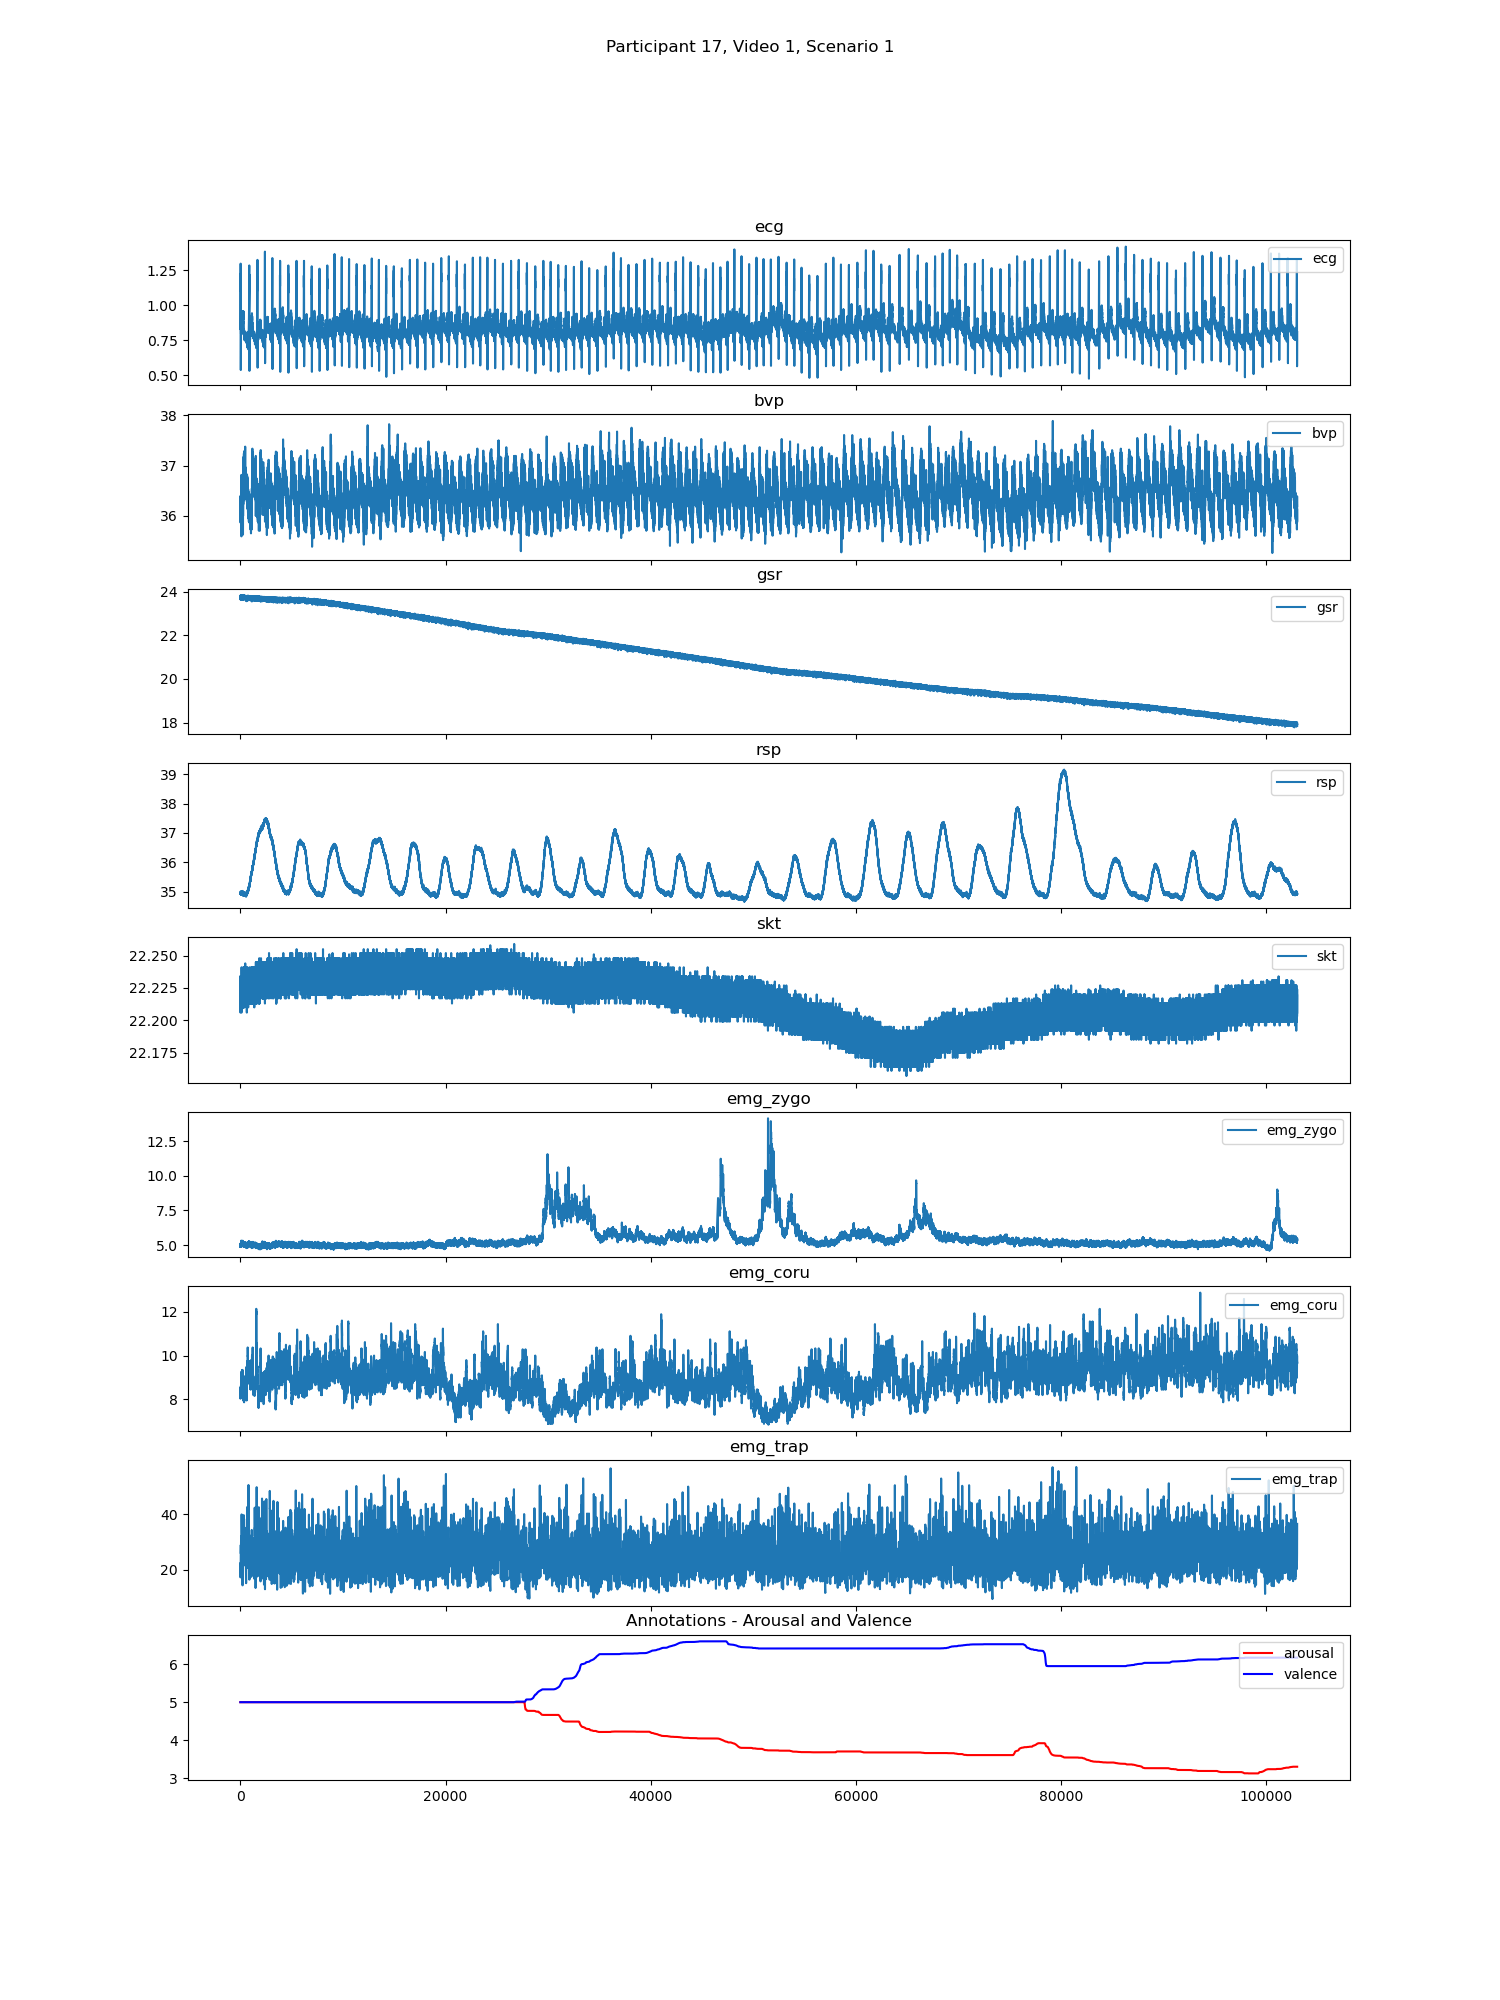 Participant 17, Video 1, Scenario 1
ecg
ecg
1.25
1.00
0.75
0.50
bvp
bvp
38
37
36
gsr
gsr
24
22
20
18
rsp
rsp
39
38
37
36
35
skt
skt
22.250
22.225
22.200
22.175
emg_zygo
emg_zygo
12.5
10.0
7.5
5.0
emg_coru
emg_coru
12
10
8
emg_trap
emg_trap
40
20
Annotations - Arousal and Valence
arousal
valence
6
5
4
3
0 20000 40000 60000 80000 100000